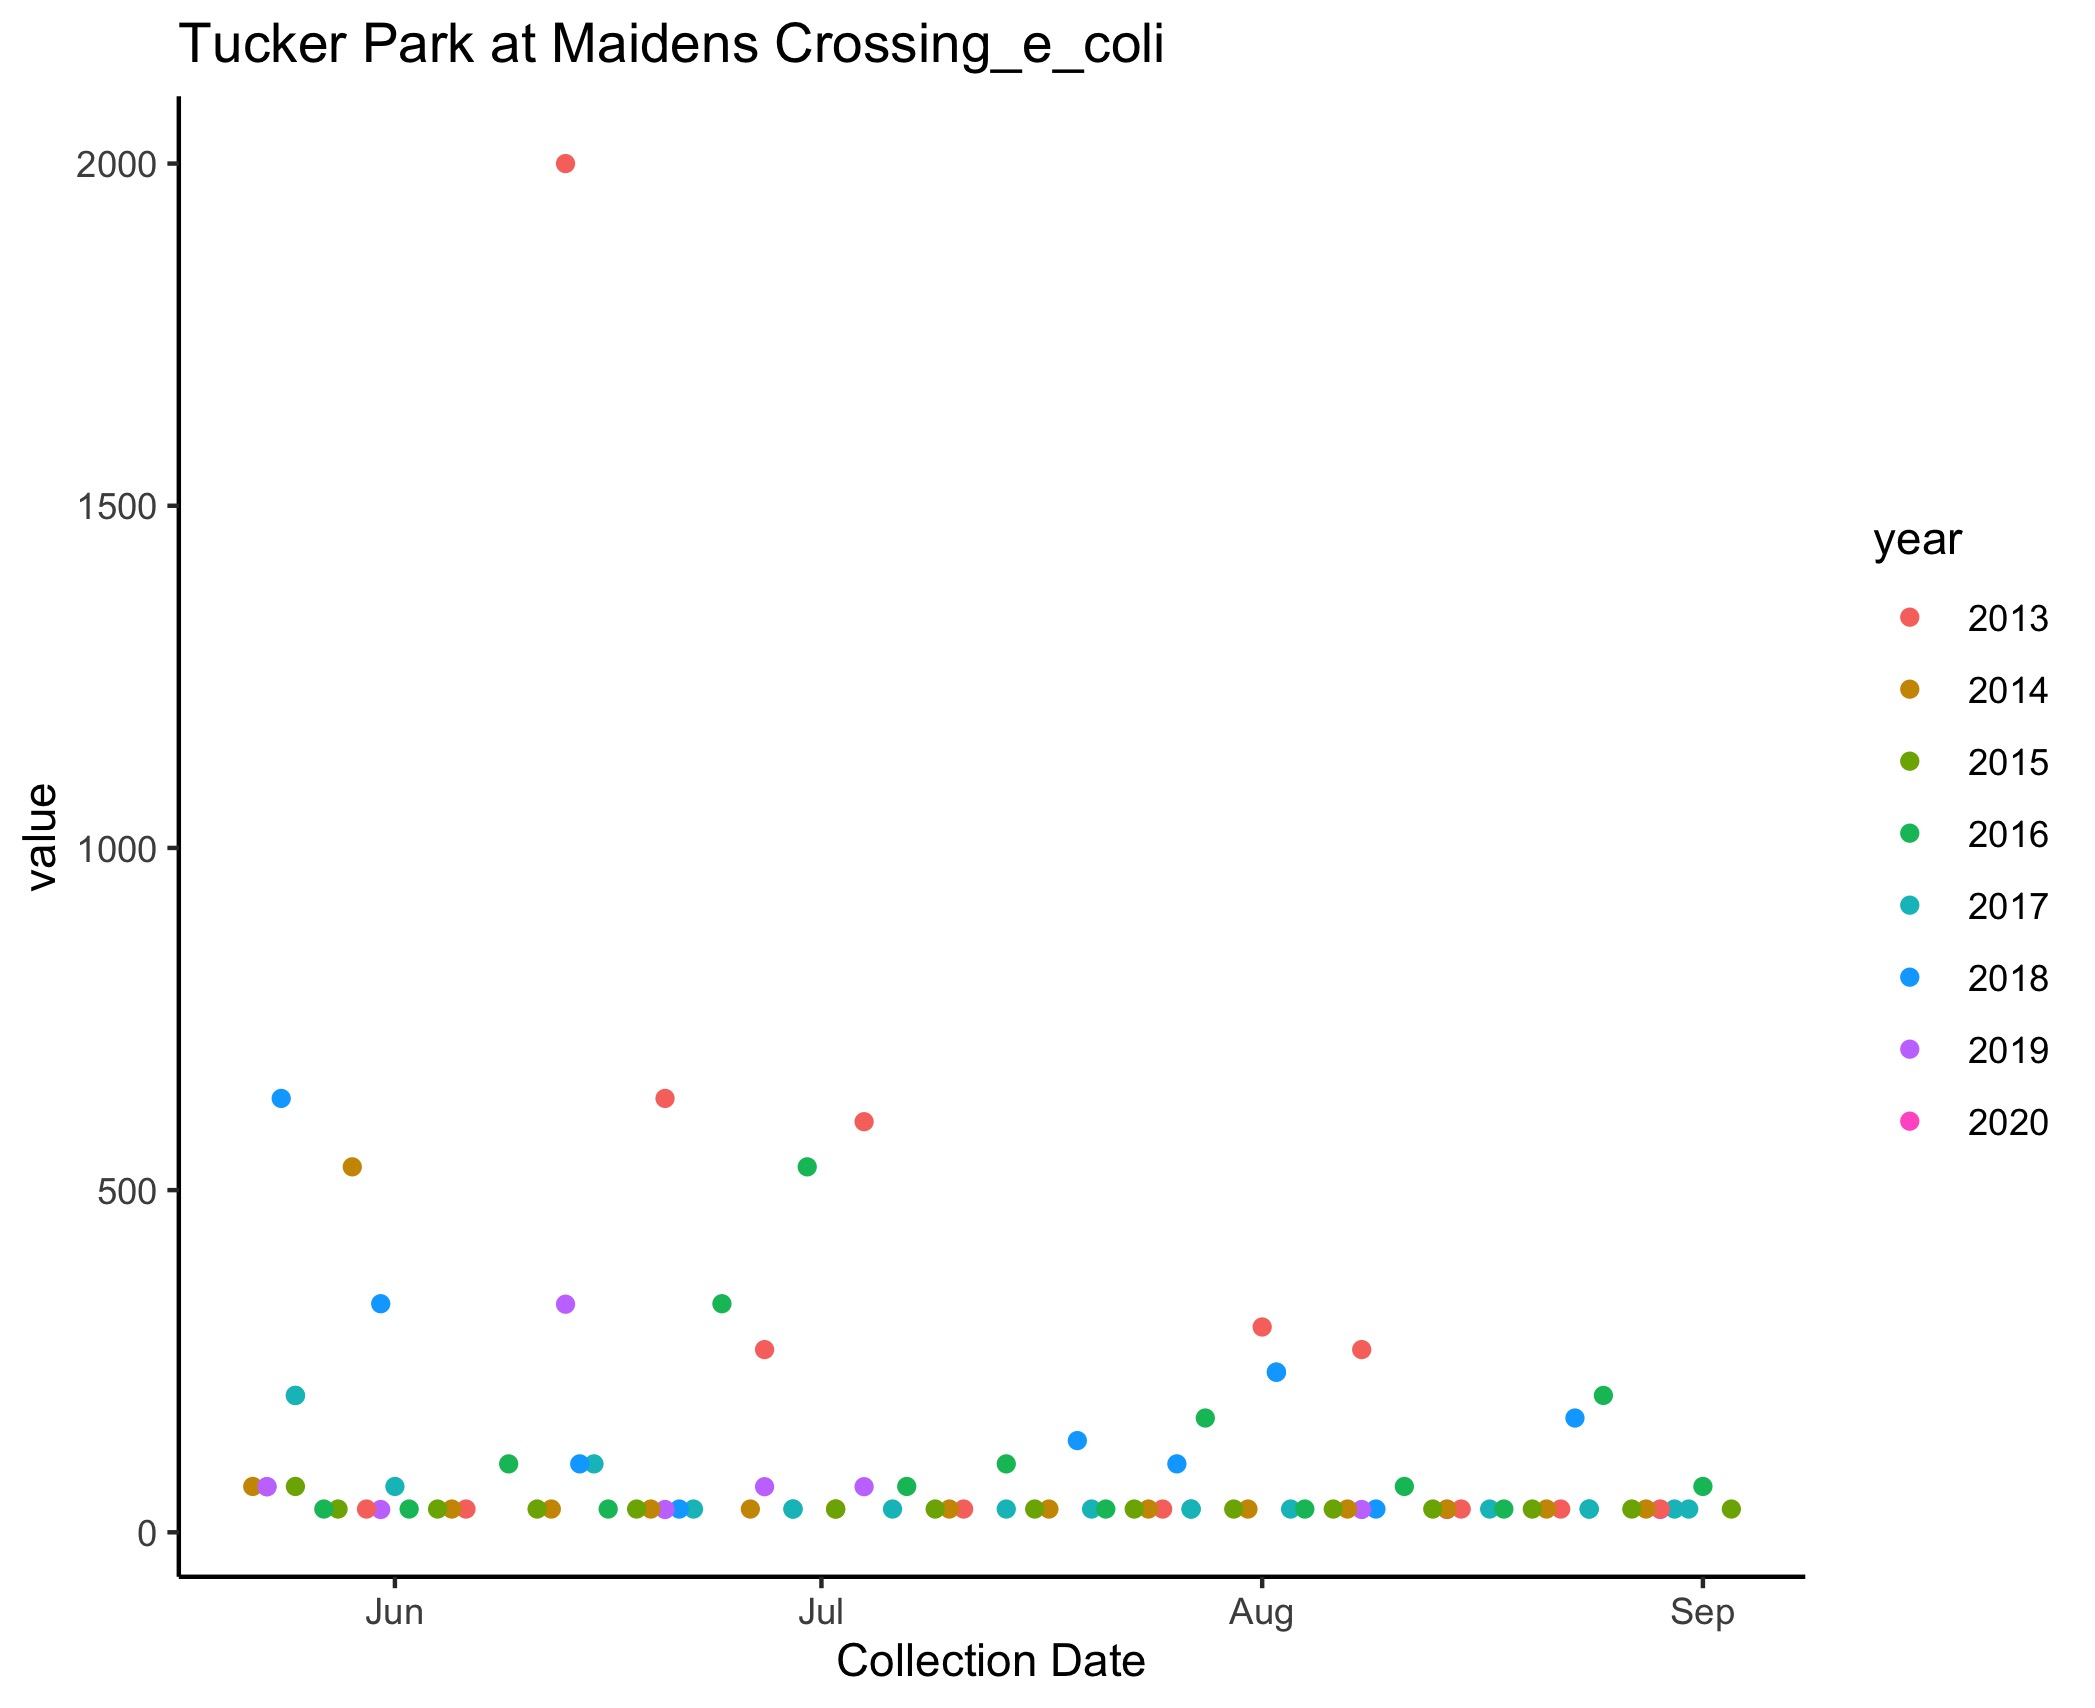 Tucker Park at Maidens Crossing_e_coli
2000
1500
1000
500
0
value
Jun
Jul
Aug
Sep
Collection Date
year
2013
2014
2015
2016
2017
2018
2019
2020